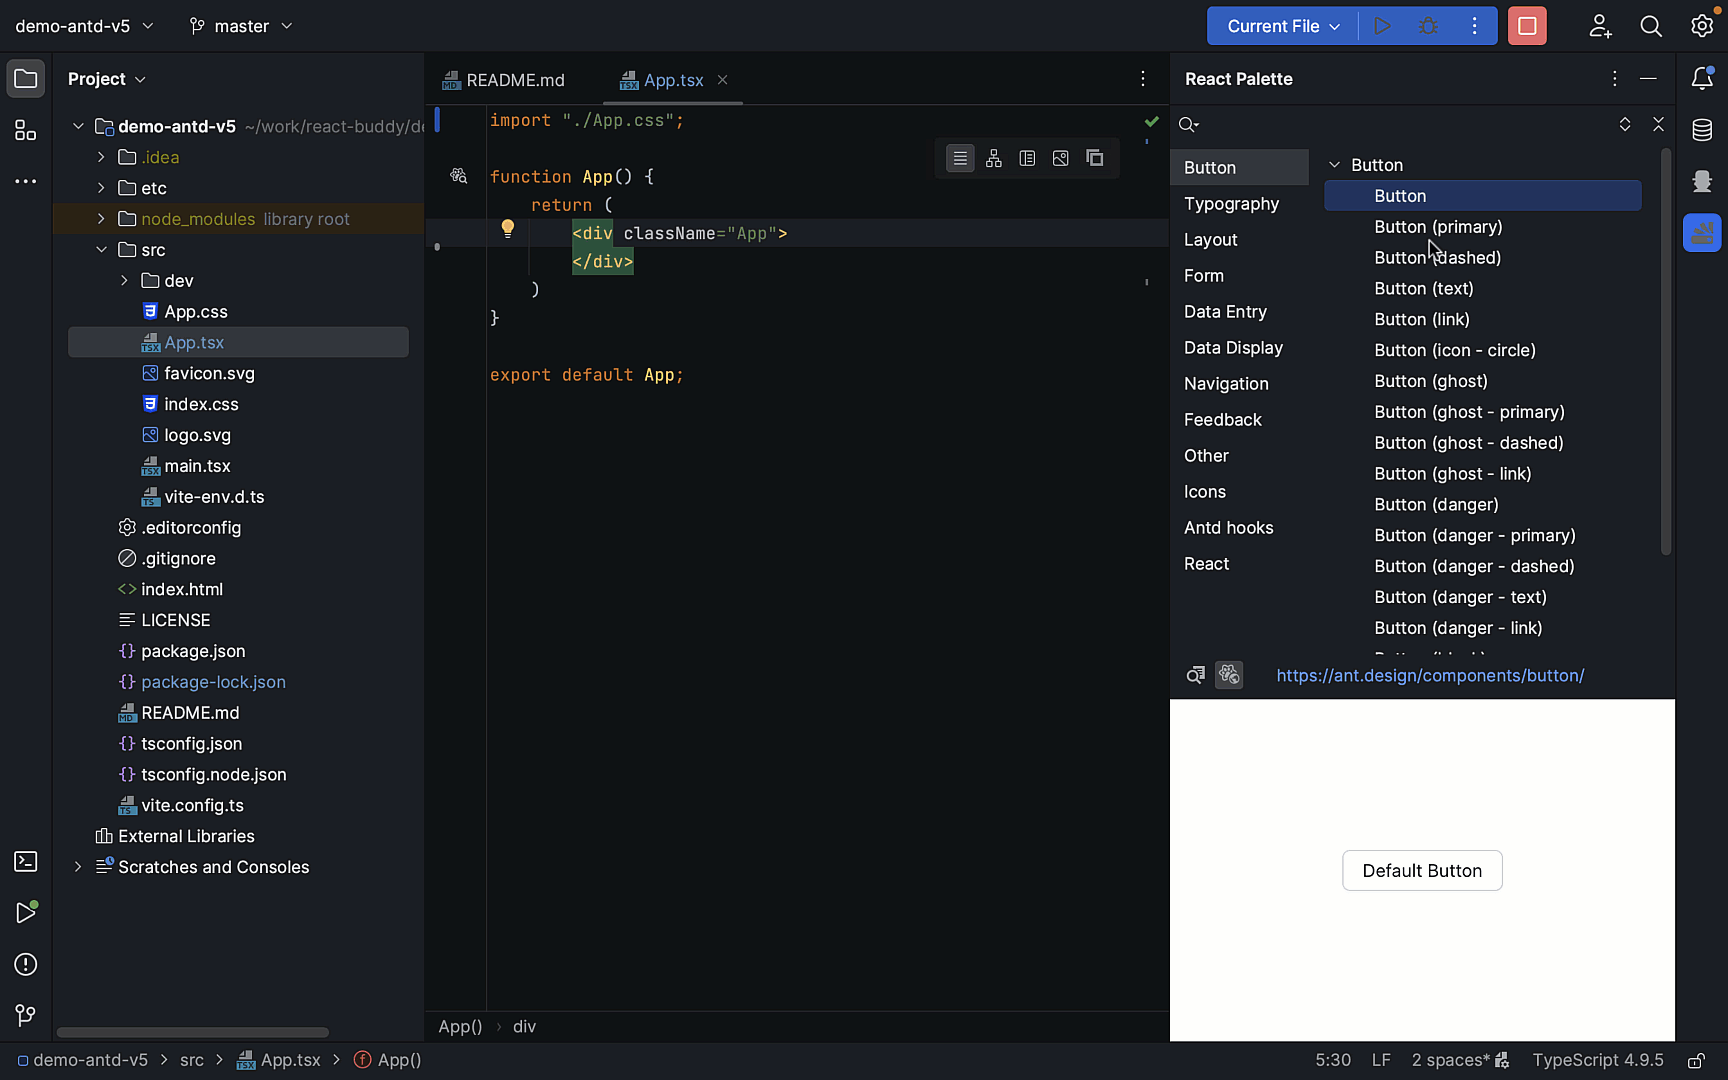 demo-antd-v5
master
Current File
Project
demo-antd-v5 ~/work/react-buddy/de
.idea
etc
node_modules library root
src
dev
App.css
App.tsx
favicon.svg
index.css
logo.svg
main.tsx
vite-env.d.ts
.editorconfig
.gitignore
index.html
LICENSE
package.json
package-lock.json
README.md
tsconfig.json
tsconfig.node.json
vite.config.ts
External Libraries
Scratches and Consoles
README.md
App.tsx
import "./App.css";
function App() {
return (
<div className="App">
</div>
)
}
export default App;
App() › div
React Palette
Button
Typography
Layout
Form
Data Entry
Data Display
Navigation
Feedback
Other
Icons
Antd hooks
React
Button
Button
Button (primary)
Button (dashed)
Button (text)
Button (link)
Button (icon - circle)
Button (ghost)
Button (ghost - primary)
Button (ghost - dashed)
Button (ghost - link)
Button (danger)
Button (danger - primary)
Button (danger - dashed)
Button (danger - text)
Button (danger - link)
https://ant.design/components/button/
Default Button
demo-antd-v5 > src > App.tsx > App()
5:30 LF 2 spaces* TypeScript 4.9.5